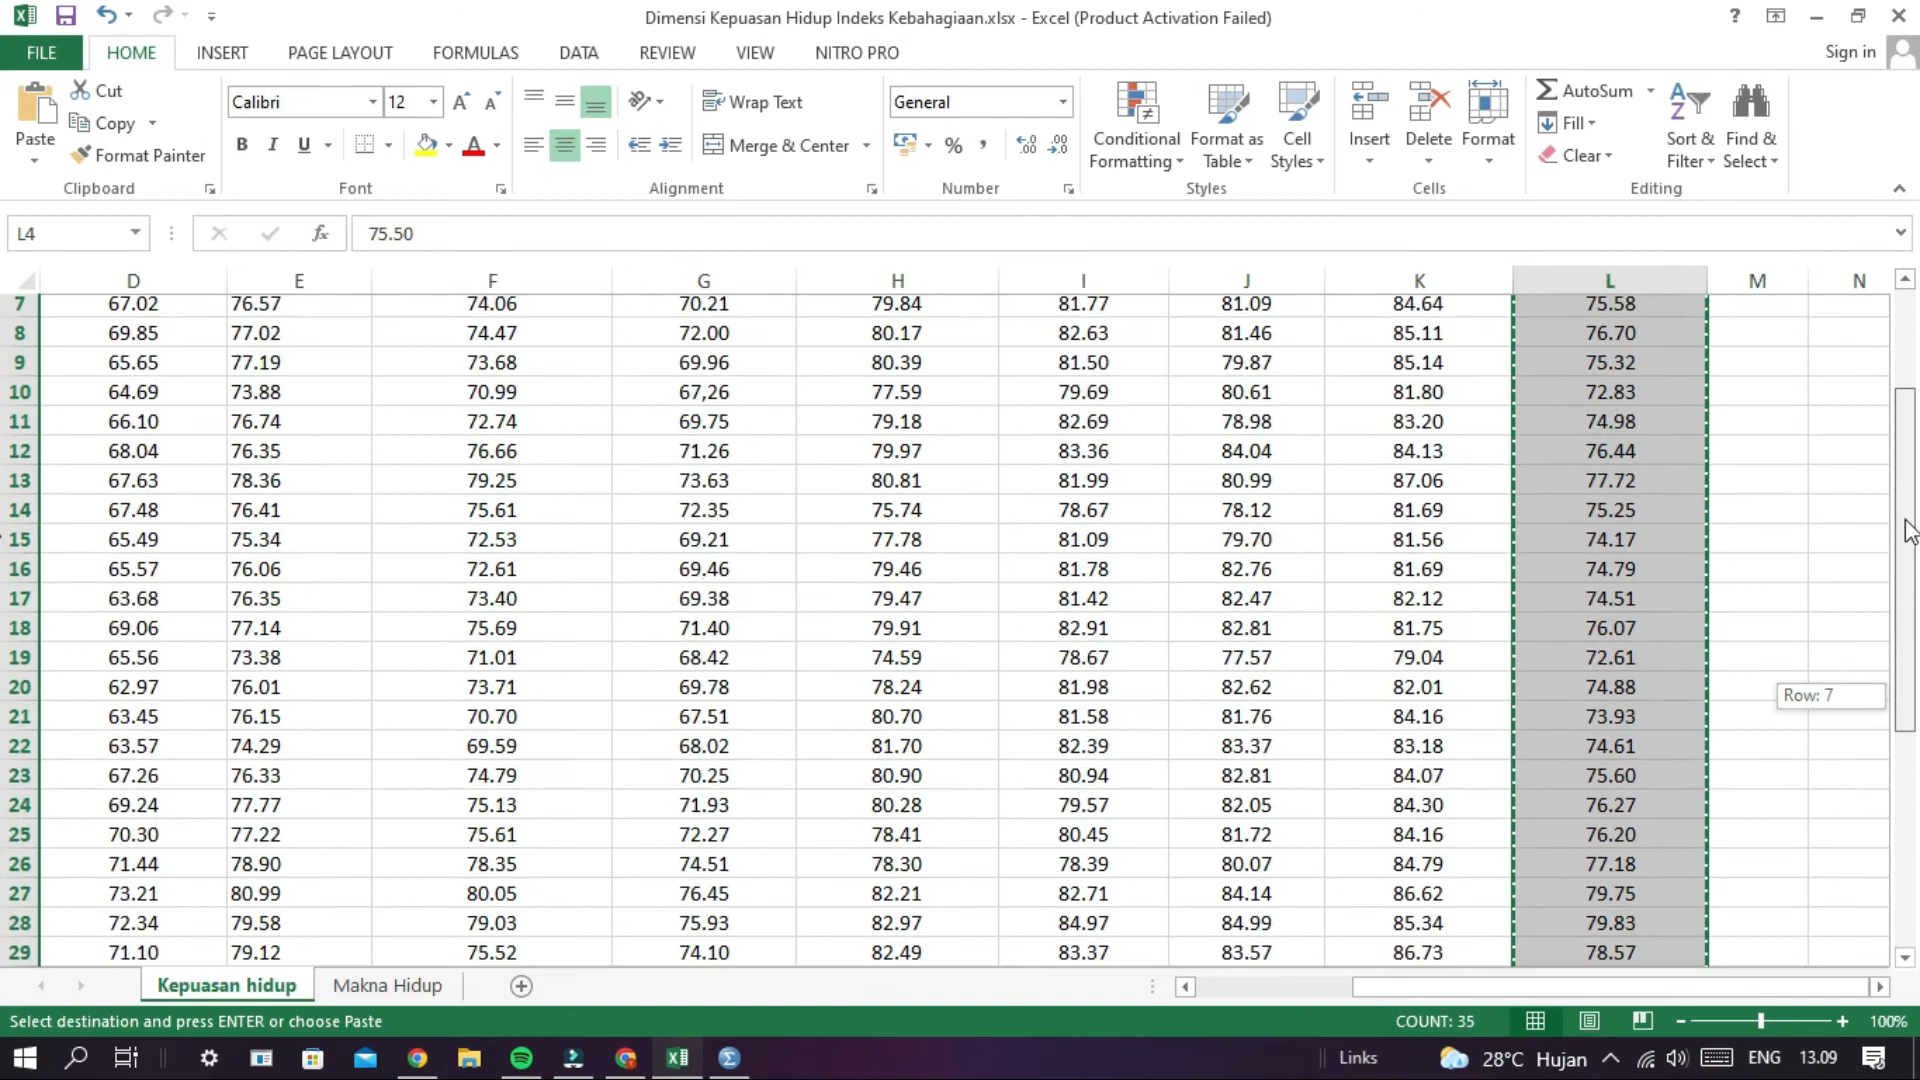 Dimensi Kepuasan Hidup Indeks Kebahagiaan.xlsx - Excel (Product Activation Failed)
?
FILE HOME INSERT PAGE LAYOUT FORMULAS DATA REVIEW VIEW NITRO PRO Sign in
Paste Cut Copy Format Painter Clipboard
Calibri 12 B I U Font
Wrap Text Merge & Center Alignment
General % , .00 Number
Conditional Formatting Format as Table Cell Styles Styles
Insert Delete Format Cells
AutoSum Fill Clear Sort & Filter Find & Select Editing
L4 fx 75.50
D E F G H I J K L M N
7 67.02 76.57 74.06 70.21 79.84 81.77 81.09 84.64 75.58
8 69.85 77.02 74.47 72.00 80.17 82.63 81.46 85.11 76.70
9 65.65 77.19 73.68 69.96 80.39 81.50 79.87 85.14 75.32
10 64.69 73.88 70.99 67,26 77.59 79.69 80.61 81.80 72.83
11 66.10 76.74 72.74 69.75 79.18 82.69 78.98 83.20 74.98
12 68.04 76.35 76.66 71.26 79.97 83.36 84.04 84.13 76.44
13 67.63 78.36 79.25 73.63 80.81 81.99 80.99 87.06 77.72
14 67.48 76.41 75.61 72.35 75.74 78.67 78.12 81.69 75.25
15 65.49 75.34 72.53 69.21 77.78 81.09 79.70 81.56 74.17
16 65.57 76.06 72.61 69.46 79.46 81.78 82.76 81.69 74.79
17 63.68 76.35 73.40 69.38 79.47 81.42 82.47 82.12 74.51
18 69.06 77.14 75.69 71.40 79.91 82.91 82.81 81.75 76.07
19 65.56 73.38 71.01 68.42 74.59 78.67 77.57 79.04 72.61
20 62.97 76.01 73.71 69.78 78.24 81.98 82.62 82.01 74.88
Row: 7
21 63.45 76.15 70.70 67.51 80.70 81.58 81.76 84.16 73.93
22 63.57 74.29 69.59 68.02 81.70 82.39 83.37 83.18 74.61
23 67.26 76.33 74.79 70.25 80.90 80.94 82.81 84.07 75.60
24 69.24 77.77 75.13 71.93 80.28 79.57 82.05 84.30 76.27
25 70.30 77.22 75.61 72.27 78.41 80.45 81.72 84.16 76.20
26 71.44 78.90 78.35 74.51 78.30 78.39 80.07 84.79 77.18
27 73.21 80.99 80.05 76.45 82.21 82.71 84.14 86.62 79.75
28 72.34 79.58 79.03 75.93 82.97 84.97 84.99 85.34 79.83
29 71.10 79.12 75.52 74.10 82.49 83.37 83.57 86.73 78.57
Kepuasan hidup Makna Hidup
Select destination and press ENTER or choose Paste COUNT: 35 100%
Links 28°C Hujan ENG 13.09